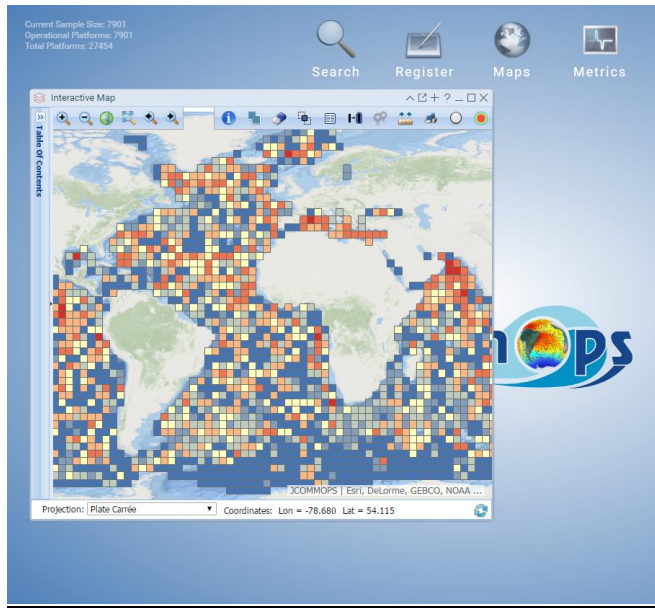 Current Sample Size: 7901
Operational Platforms: 7901
Total Platforms: 27454
Search Register Maps Metrics
Interactive Map
Table Of Contents
JCOMMOPS | Esri, DeLorme, GEBCO, NOAA ...
Projection: Plate Carrée Coordinates: Lon = -78.680 Lat = 54.115
ps